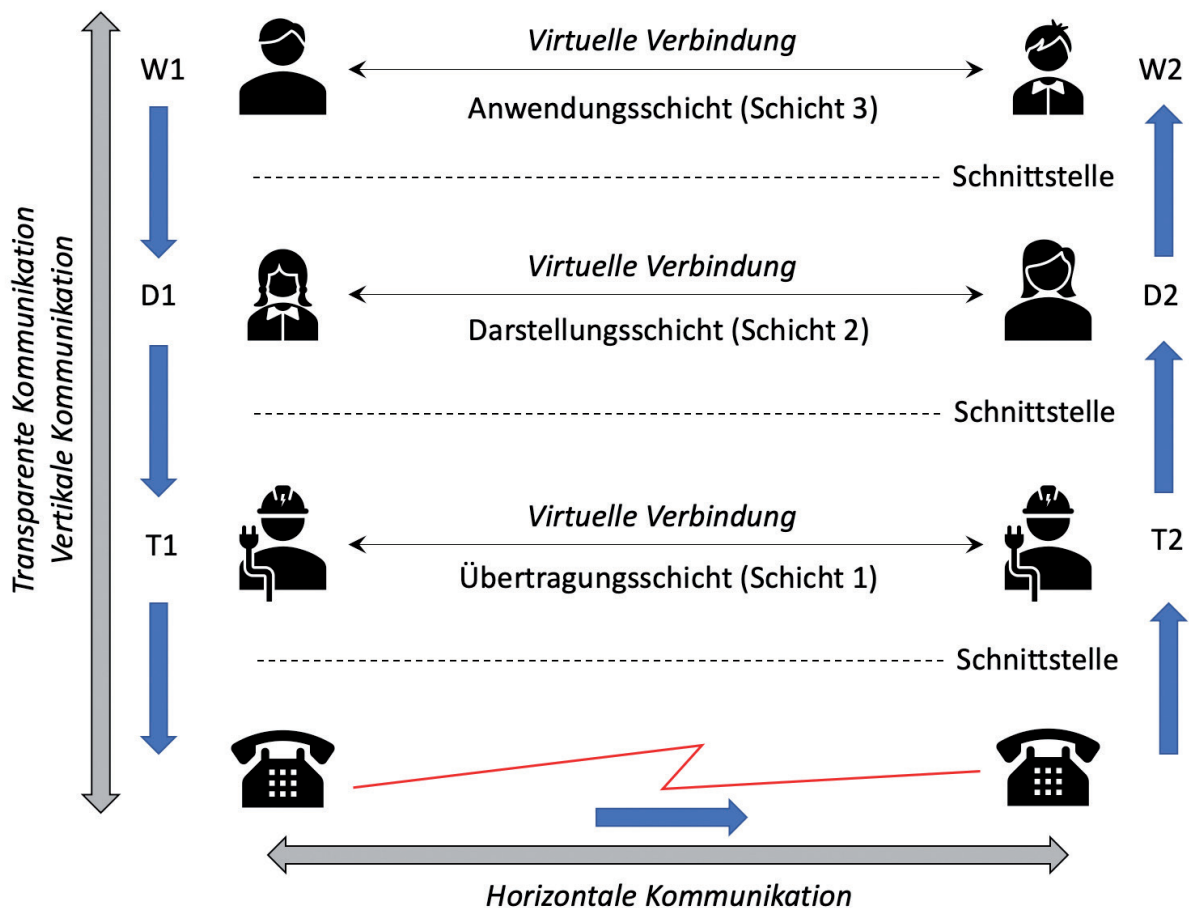 Virtuelle Verbindung
W1
W2
Anwendungsschicht (Schicht 3)
Schnittstelle
Transparente Kommunikation
Vertikale Kommunikation
Virtuelle Verbindung
D1
D2
Darstellungsschicht (Schicht 2)
Schnittstelle
Virtuelle Verbindung
T1
T2
Übertragungsschicht (Schicht 1)
Schnittstelle
Horizontale Kommunikation